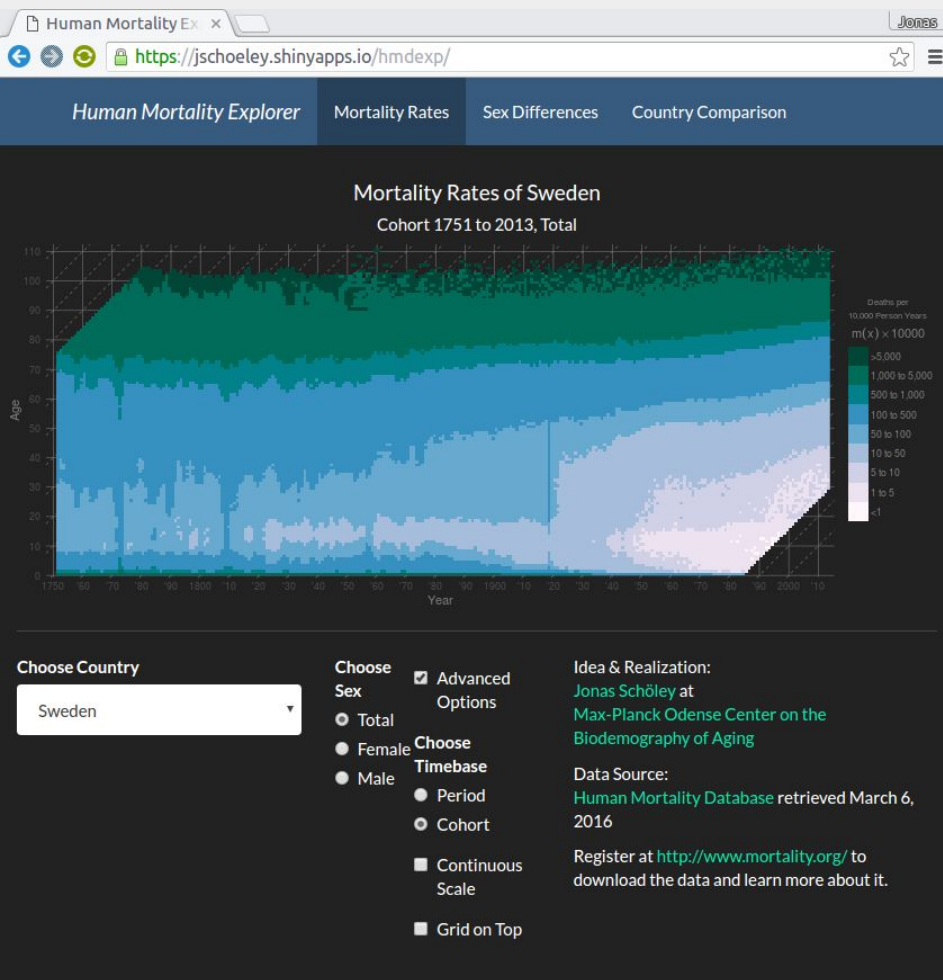 Human Mortality Ex
Jonas
https://jschoeley.shinyapps.io/hmdexp/
Human Mortality Explorer Mortality Rates Sex Differences Country Comparison
Mortality Rates of Sweden
Cohort 1751 to 2013, Total
110
100
90
80
70
60
50
40
30
20
10
0
Age
1750 '60 '70 '80 '90 1800 '10 '20 '30 '40 '50 '60 '70 '80 '90 1900 '10 '20 '30 '40 '50 '60 '70 '80 '90 2000 '10
Year
Deaths per
10,000 Person Years
m(x) × 10000
>5,000
1,000 to 5,000
500 to 1,000
100 to 500
50 to 100
10 to 50
5 to 10
1 to 5
<1
Choose Country
Sweden
Choose
Sex
Total
Female
Male
Advanced
Options
Choose
Timebase
Period
Cohort
Continuous
Scale
Grid on Top
Idea & Realization:
Jonas Schöley at
Max-Planck Odense Center on the
Biodemography of Aging
Data Source:
Human Mortality Database retrieved March 6,
2016
Register at http://www.mortality.org/ to
download the data and learn more about it.